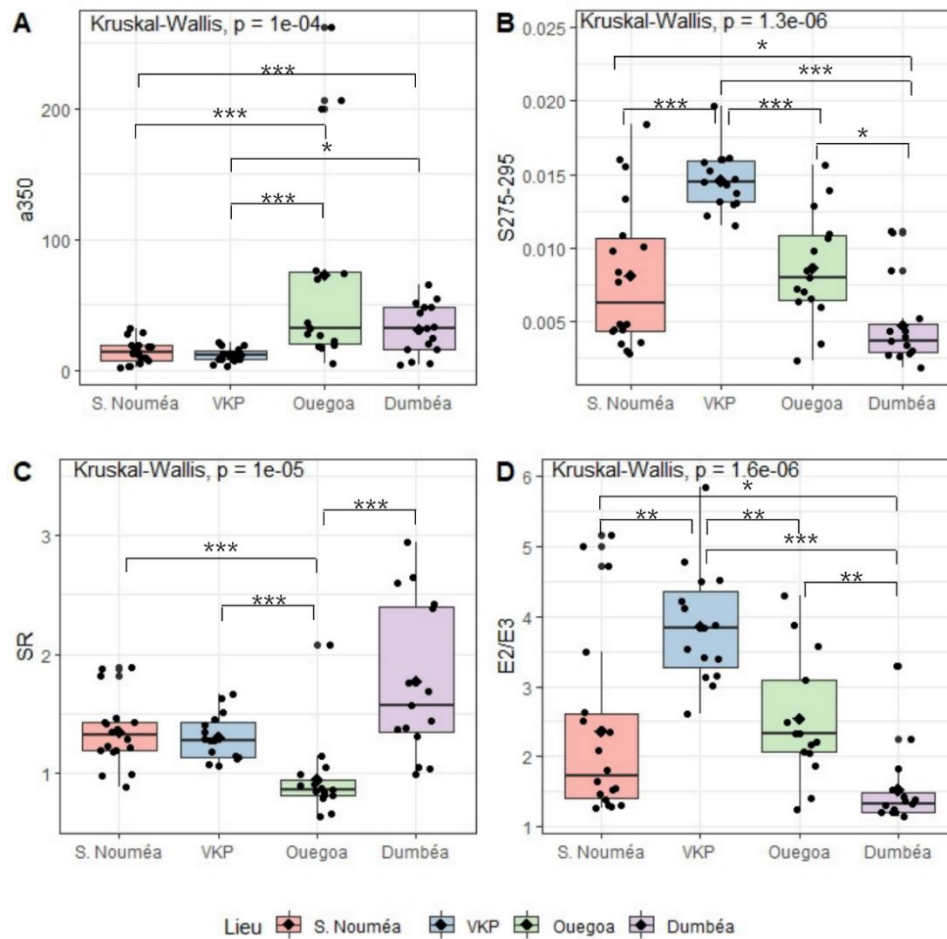 A
Kruskal-Wallis, p = 1e-04
***
***
*
***
200
100
0
a350
S. Nouméa VKP Ouegoa Dumbéa
B
Kruskal-Wallis, p = 1.3e-06
*
***
*** ***
*
0.025
0.020
0.015
0.010
0.005
S275-295
S. Nouméa VKP Ouegoa Dumbéa
C
Kruskal-Wallis, p = 1e-05
***
***
***
3
2
1
SR
S. Nouméa VKP Ouegoa Dumbéa
D
Kruskal-Wallis, p = 1.6e-06
*
** **
***
**
6
5
4
3
2
1
E2/E3
S. Nouméa VKP Ouegoa Dumbéa
Lieu S. Nouméa VKP Ouegoa Dumbéa